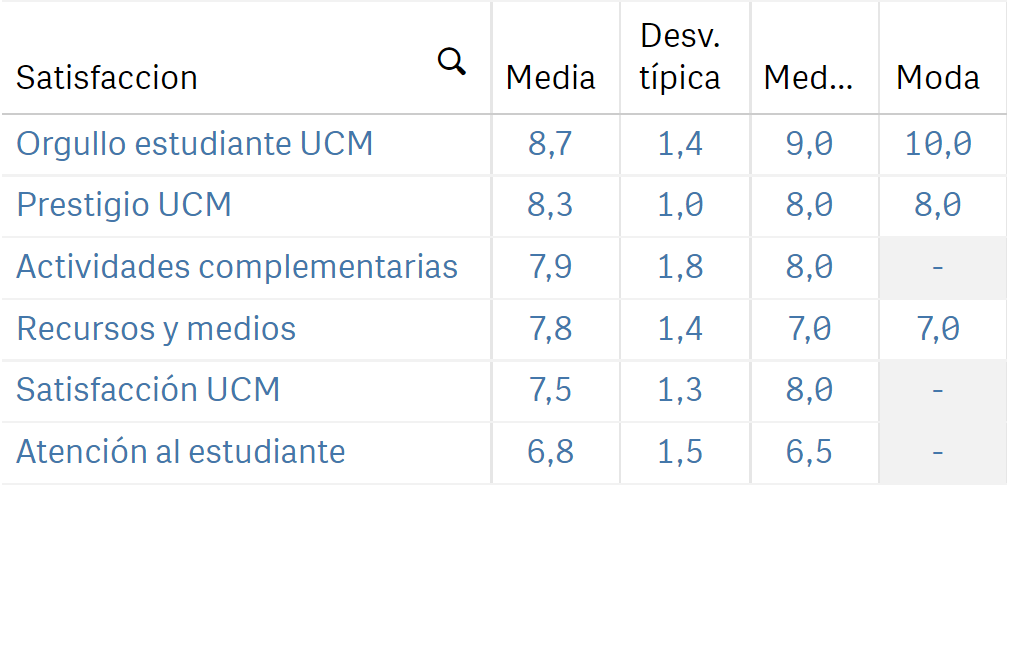 Satisfaccion Media Desv. típica Med... Moda
Orgullo estudiante UCM 8,7 1,4 9,0 10,0
Prestigio UCM 8,3 1,0 8,0 8,0
Actividades complementarias 7,9 1,8 8,0 -
Recursos y medios 7,8 1,4 7,0 7,0
Satisfacción UCM 7,5 1,3 8,0 -
Atención al estudiante 6,8 1,5 6,5 -